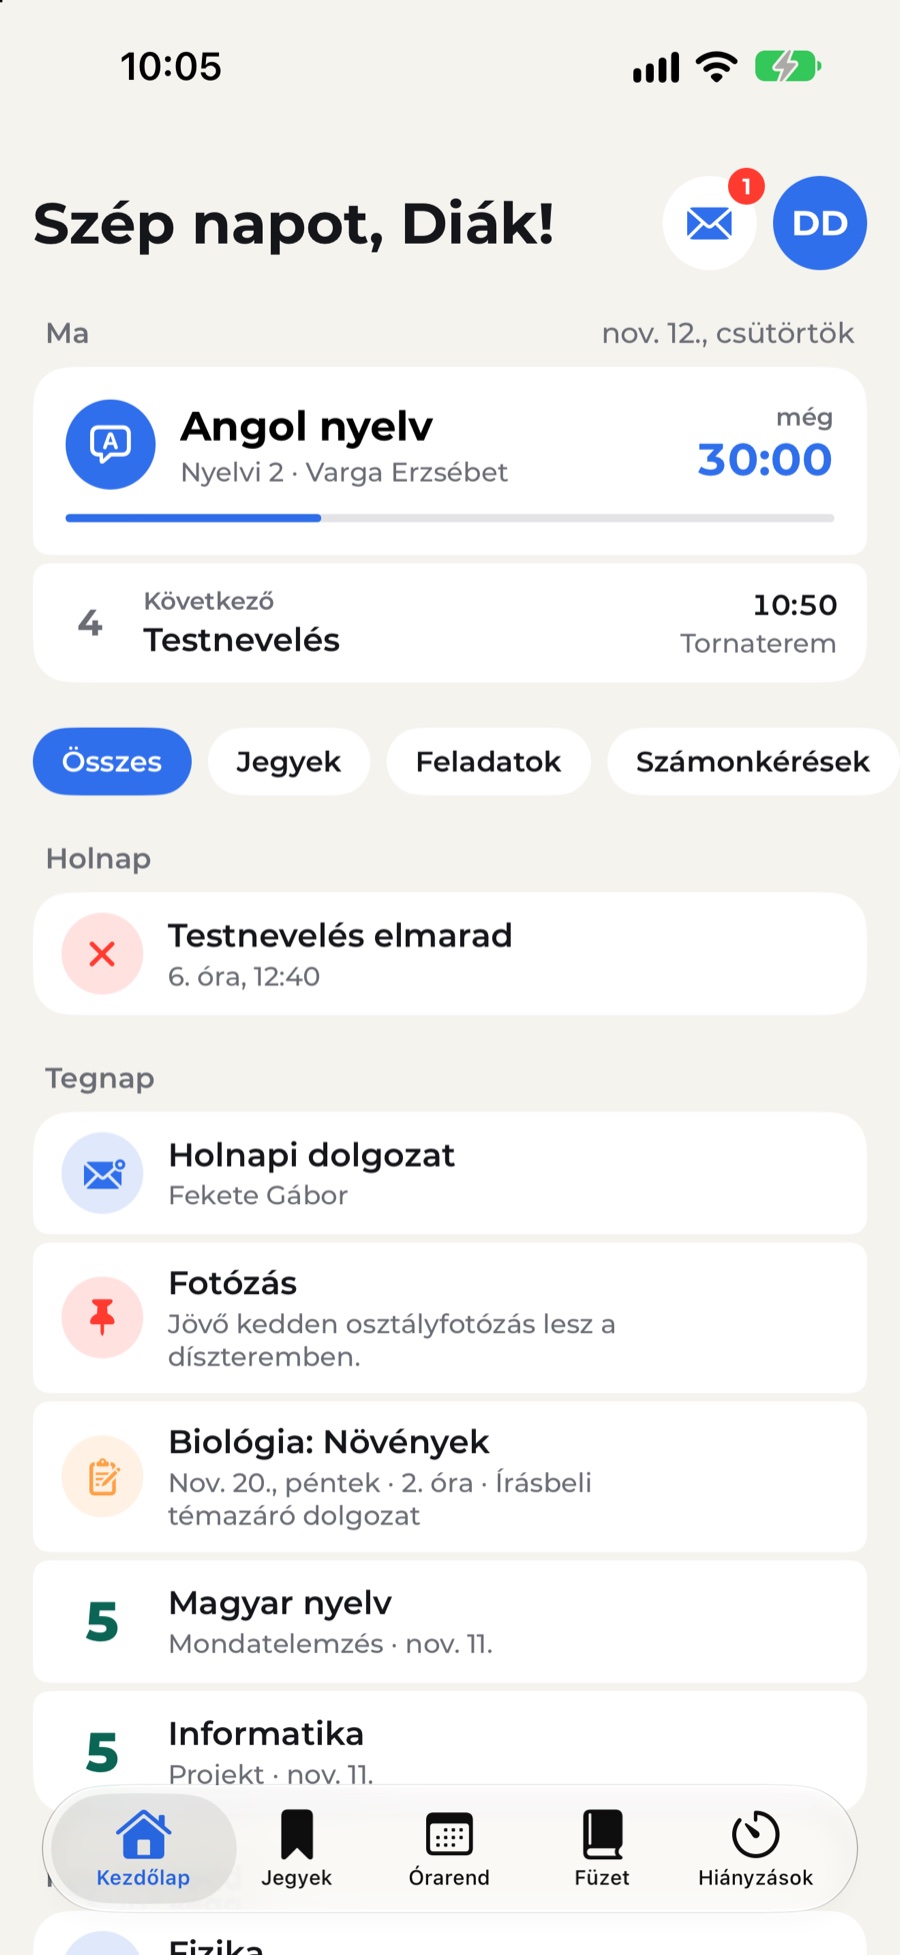 10:05
Szép napot, Diák!
1
DD
Ma
nov. 12., csütörtök
A
Angol nyelv
Nyelvi 2 · Varga Erzsébet
még
30:00
4
Következő
Testnevelés
10:50
Tornaterem
Összes
Jegyek
Feladatok
Számonkérések
Holnap
Testnevelés elmarad
6. óra, 12:40
Tegnap
Holnapi dolgozat
Fekete Gábor
Fotózás
Jövő kedden osztályfotózás lesz a
díszteremben.
Biológia: Növények
Nov. 20., péntek · 2. óra · Írásbeli
témazáró dolgozat
5
Magyar nyelv
Mondatelemzés · nov. 11.
5
Informatika
Projekt · nov. 11.
Kezdőlap
Jegyek
Órarend
Füzet
Hiányzások
Fizika